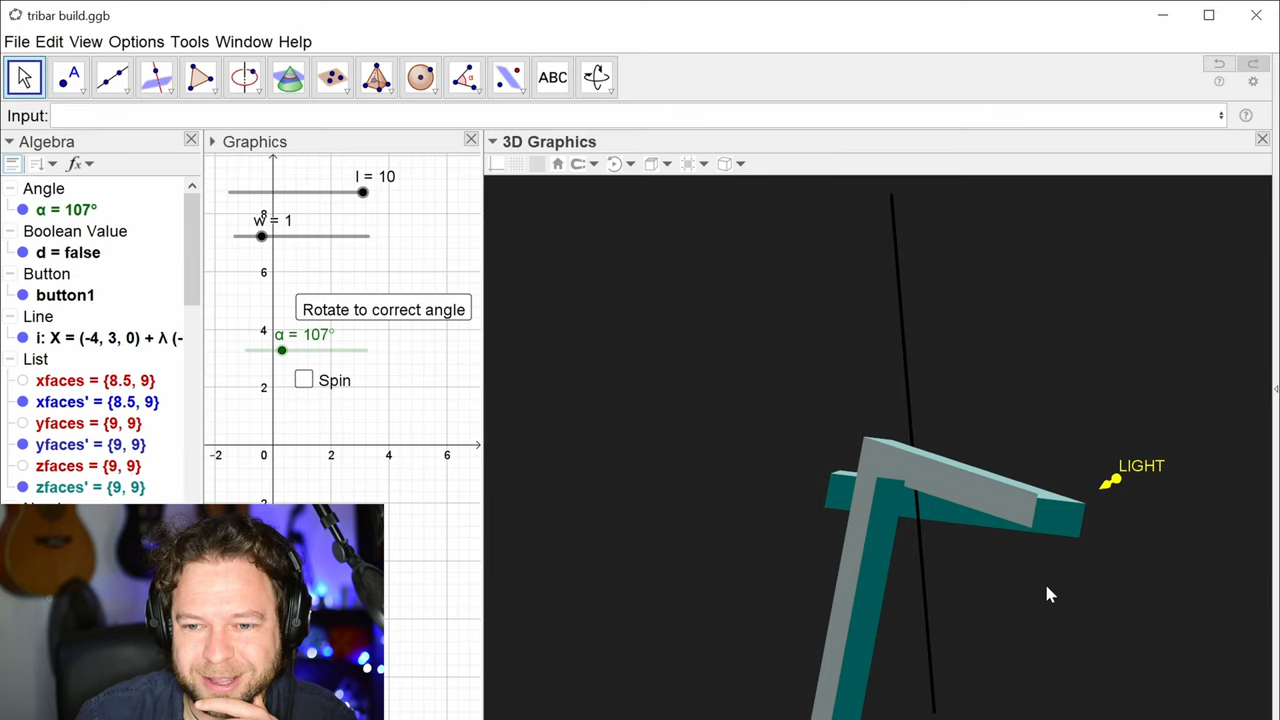 tribar build.ggb
File Edit View Options Tools Window Help
A
α
ABC
Input:
Algebra
Graphics
3D Graphics
fx
Angle
α = 107°
Boolean Value
d = false
Button
button1
Line
i: X = (-4, 3, 0) + λ (-
List
xfaces = {8.5, 9}
xfaces' = {8.5, 9}
yfaces = {9, 9}
yfaces' = {9, 9}
zfaces = {9, 9}
zfaces' = {9, 9}
l = 10
8
w = 1
6
Rotate to correct angle
4
α = 107°
Spin
2
−2 0 2 4 6
LIGHT